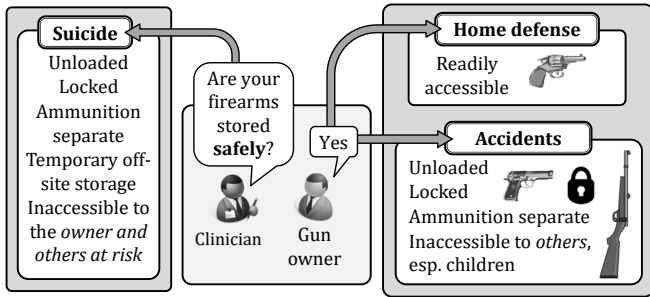 Suicide
Unloaded
Locked
Ammunition
separate
Temporary off-
site storage
Inaccessible to
the owner and
others at risk
Are your
firearms
stored
safely?
Yes
Clinician
Gun
owner
Home defense
Readily
accessible
Accidents
Unloaded
Locked
Ammunition separate
Inaccessible to others,
esp. children